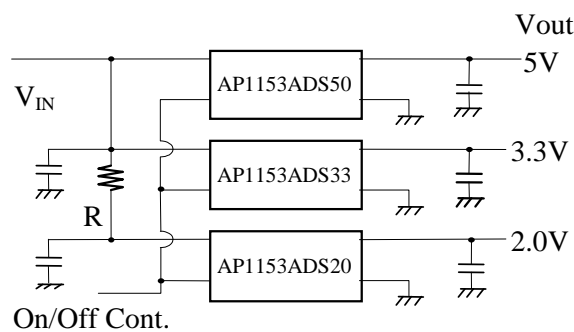 Vout
5V
AP1153ADS50
VIN
AP1153ADS33
3.3V
R
AP1153ADS20
2.0V
On/Off Cont.